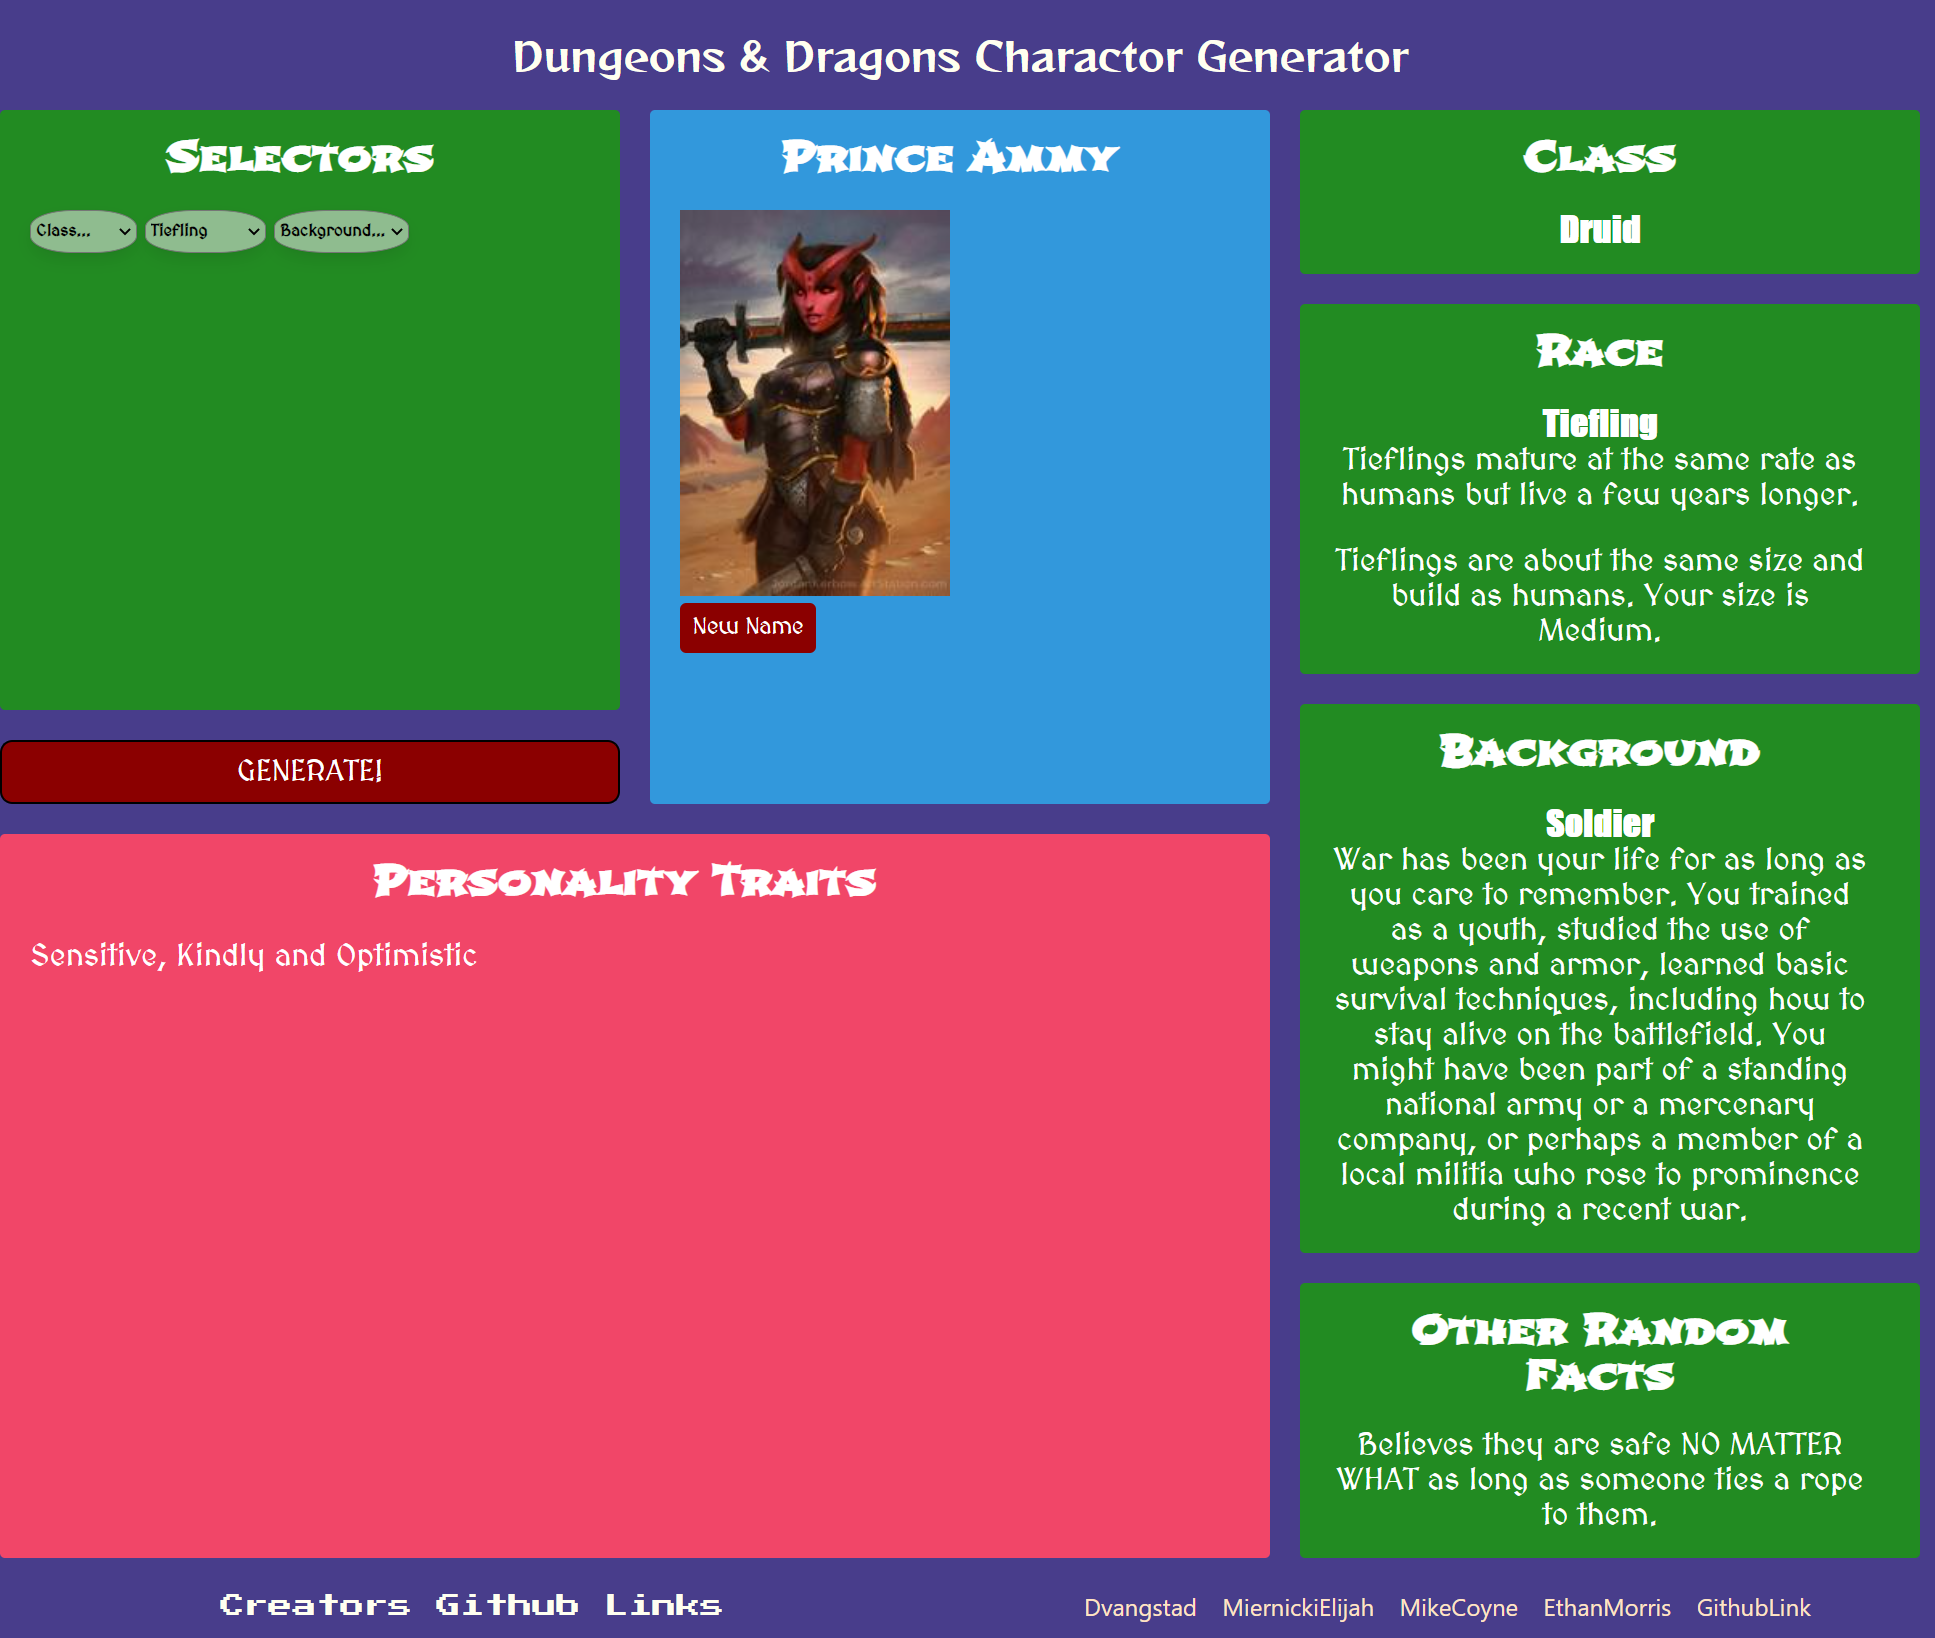 Dungeons & Dragons Charactor Generator
Selectors
Class...
Tiefling
Background...
GENERATE!
Prince Ammy
New Name
Personality Traits
Sensitive, Kindly and Optimistic
Class
Druid
Race
Tiefling
Tieflings mature at the same rate as
humans but live a few years longer.
Tieflings are about the same size and
build as humans. Your size is
Medium.
Background
Soldier
War has been your life for as long as
you care to remember. You trained
as a youth, studied the use of
weapons and armor, learned basic
survival techniques, including how to
stay alive on the battlefield. You
might have been part of a standing
national army or a mercenary
company, or perhaps a member of a
local militia who rose to prominence
during a recent war.
Other Random
Facts
Believes they are safe NO MATTER
WHAT as long as someone ties a rope
to them.
Creators Github Links
Dvangstad MiernickiElijah MikeCoyne EthanMorris GithubLink